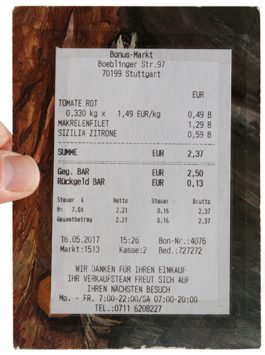 Bonus-Markt
Boeblinger Str.97
70199 Stuttgart
EUR
TOMATE ROT
0,330 kg x 1,49 EUR/kg 0,49 B
MAKRELENFILET 1,29 B
SIZILIA ZITRONE 0,59 B
SUMME EUR 2,37
Geg. BAR EUR 2,50
Rückgeld BAR EUR 0,13
Steuer % Netto Steuer Brutto
B= 7.0% 2.21 0.16 2.37
Gesamtbetrag 2.21 0.16 2.37
16.05.2017 15:26 Bon-Nr.:4076
Markt:1513 Kasse:2 Bed.:727272
WIR DANKEN FÜR IHREN EINKAUF
IHR VERKAUFSTEAM FREUT SICH AUF
IHREN NÄCHSTEN BESUCH
Mo. - FR. 7:00-22:00/SA 07:00-20:00
TEL.:0711 6208227